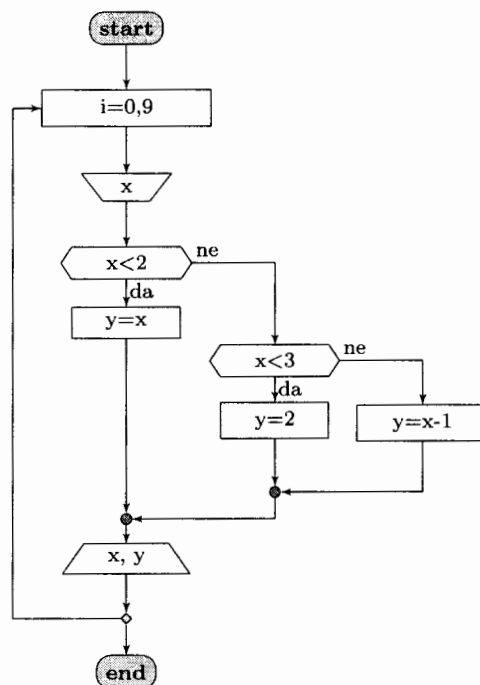 start
i=0,9
x
x<2
ne
da
y=x
x<3
ne
da
y=2
y=x-1
x, y
end